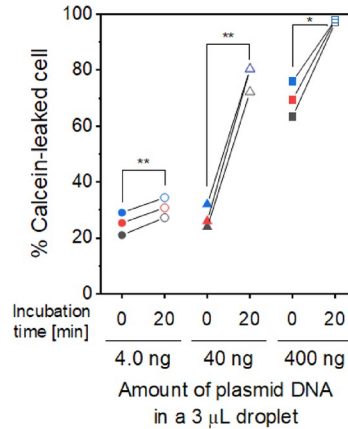 % Calcein-leaked cell
100
80
60
40
20
0
**
**
*
Incubation
time [min]
0 20 0 20 0 20
4.0 ng 40 ng 400 ng
Amount of plasmid DNA
in a 3 μL droplet